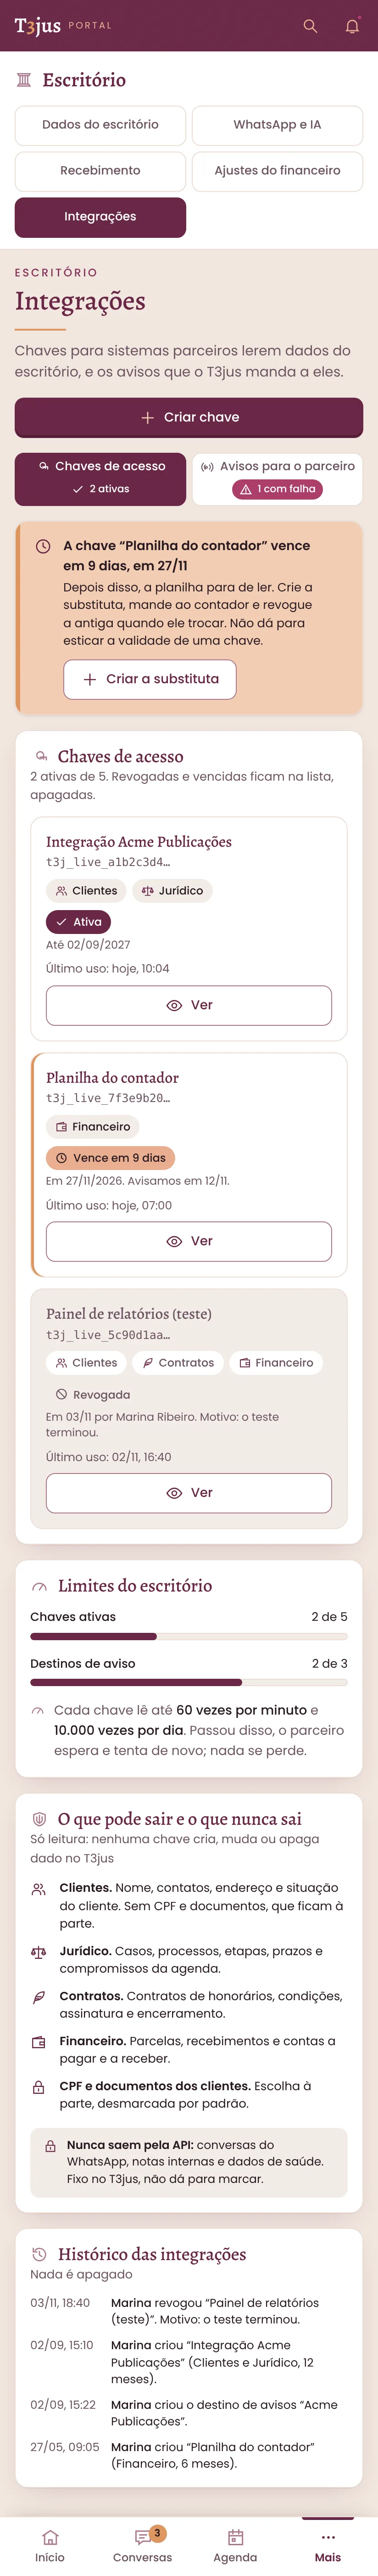 T3jus PORTAL
Escritório
Dados do escritório
WhatsApp e IA
Recebimento
Ajustes do financeiro
Integrações
ESCRITÓRIO
Integrações
Chaves para sistemas parceiros lerem dados do
escritório, e os avisos que o T3jus manda a eles.
Criar chave
Chaves de acesso
2 ativas
Avisos para o parceiro
1 com falha
A chave “Planilha do contador” vence
em 9 dias, em 27/11
Depois disso, a planilha para de ler. Crie a
substituta, mande ao contador e revogue
a antiga quando ele trocar. Não dá para
esticar a validade de uma chave.
Criar a substituta
Chaves de acesso
2 ativas de 5. Revogadas e vencidas ficam na lista,
apagadas.
Integração Acme Publicações
t3j_live_a1b2c3d4…
Clientes
Jurídico
Ativa
Até 02/09/2027
Último uso: hoje, 10:04
Ver
Planilha do contador
t3j_live_7f3e9b20…
Financeiro
Vence em 9 dias
Em 27/11/2026. Avisamos em 12/11.
Último uso: hoje, 07:00
Ver
Painel de relatórios (teste)
t3j_live_5c90d1aa…
Clientes
Contratos
Financeiro
Revogada
Em 03/11 por Marina Ribeiro. Motivo: o teste
terminou.
Último uso: 02/11, 16:40
Ver
Limites do escritório
Chaves ativas
2 de 5
Destinos de aviso
2 de 3
Cada chave lê até 60 vezes por minuto e
10.000 vezes por dia. Passou disso, o parceiro
espera e tenta de novo; nada se perde.
O que pode sair e o que nunca sai
Só leitura: nenhuma chave cria, muda ou apaga
dado no T3jus
Clientes. Nome, contatos, endereço e situação
do cliente. Sem CPF e documentos, que ficam à
parte.
Jurídico. Casos, processos, etapas, prazos e
compromissos da agenda.
Contratos. Contratos de honorários, condições,
assinatura e encerramento.
Financeiro. Parcelas, recebimentos e contas a
pagar e a receber.
CPF e documentos dos clientes. Escolha à
parte, desmarcada por padrão.
Nunca saem pela API: conversas do
WhatsApp, notas internas e dados de saúde.
Fixo no T3jus, não dá para marcar.
Histórico das integrações
Nada é apagado
03/11, 18:40
Marina revogou “Painel de relatórios
(teste)”. Motivo: o teste terminou.
02/09, 15:10
Marina criou “Integração Acme
Publicações” (Clientes e Jurídico, 12
meses).
02/09, 15:22
Marina criou o destino de avisos “Acme
Publicações”.
27/05, 09:05
Marina criou “Planilha do contador”
(Financeiro, 6 meses).
Início
3
Conversas
Agenda
Mais